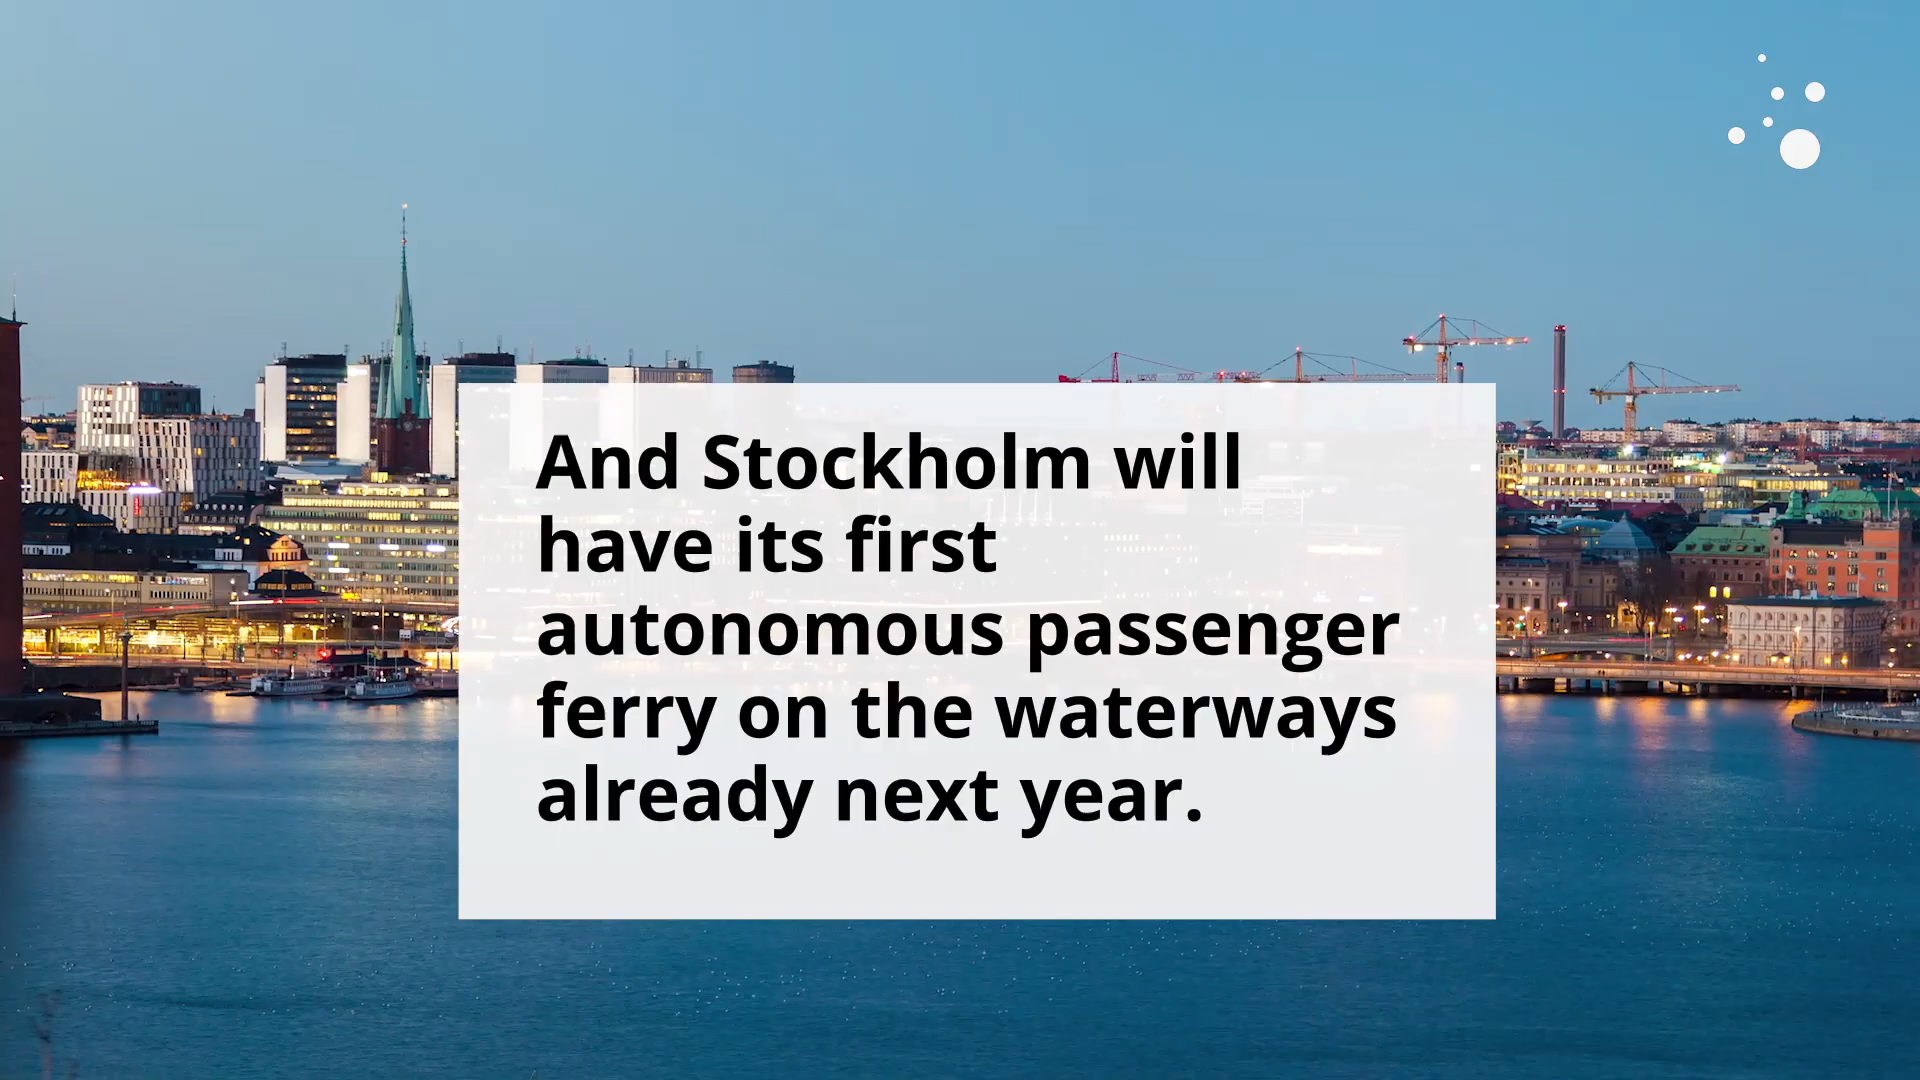 And Stockholm will
have its first
autonomous passenger
ferry on the waterways
already next year.